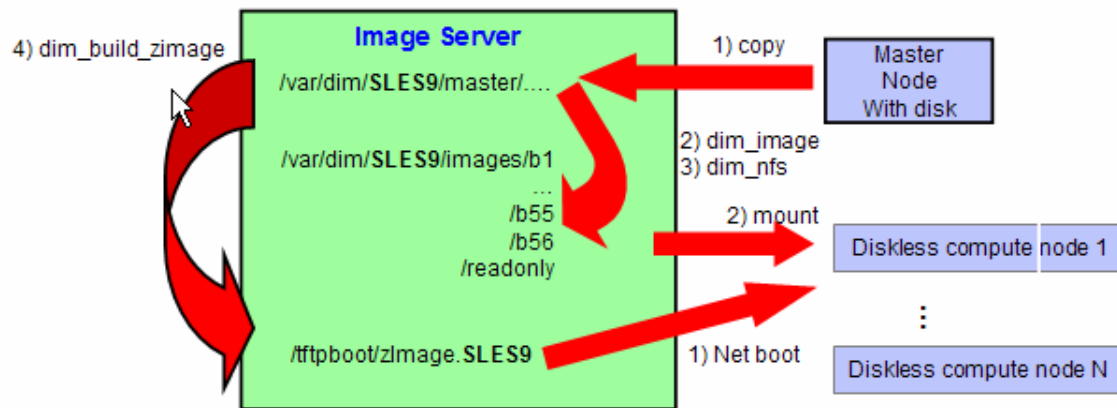 4) dim_build_zimage
Image Server
/var/dim/SLES9/master/....
1) copy
Master
Node
With disk
2) dim_image
3) dim_nfs
/var/dim/SLES9/images/b1
...
/b55
/b56
/readonly
2) mount
Diskless compute node 1
...
/tftpboot/zImage.SLES9
1) Net boot
Diskless compute node N